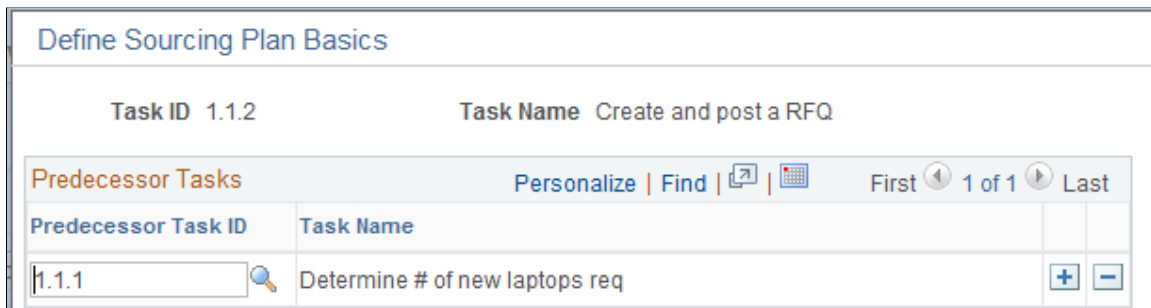 Define Sourcing Plan Basics
Task ID 1.1.2 Task Name Create and post a RFQ
Predecessor Tasks Personalize | Find | | First 1 of 1 Last
Predecessor Task ID Task Name
1.1.1 Determine # of new laptops req